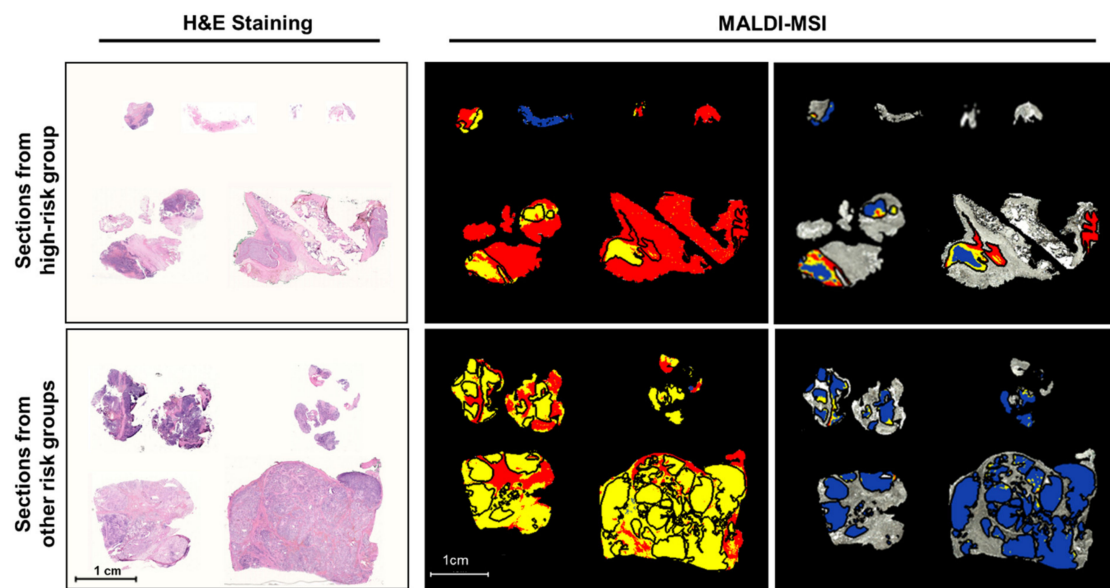 H&E Staining
MALDI-MSI
Sections from
high-risk group
Sections from
other risk groups
1 cm
1cm